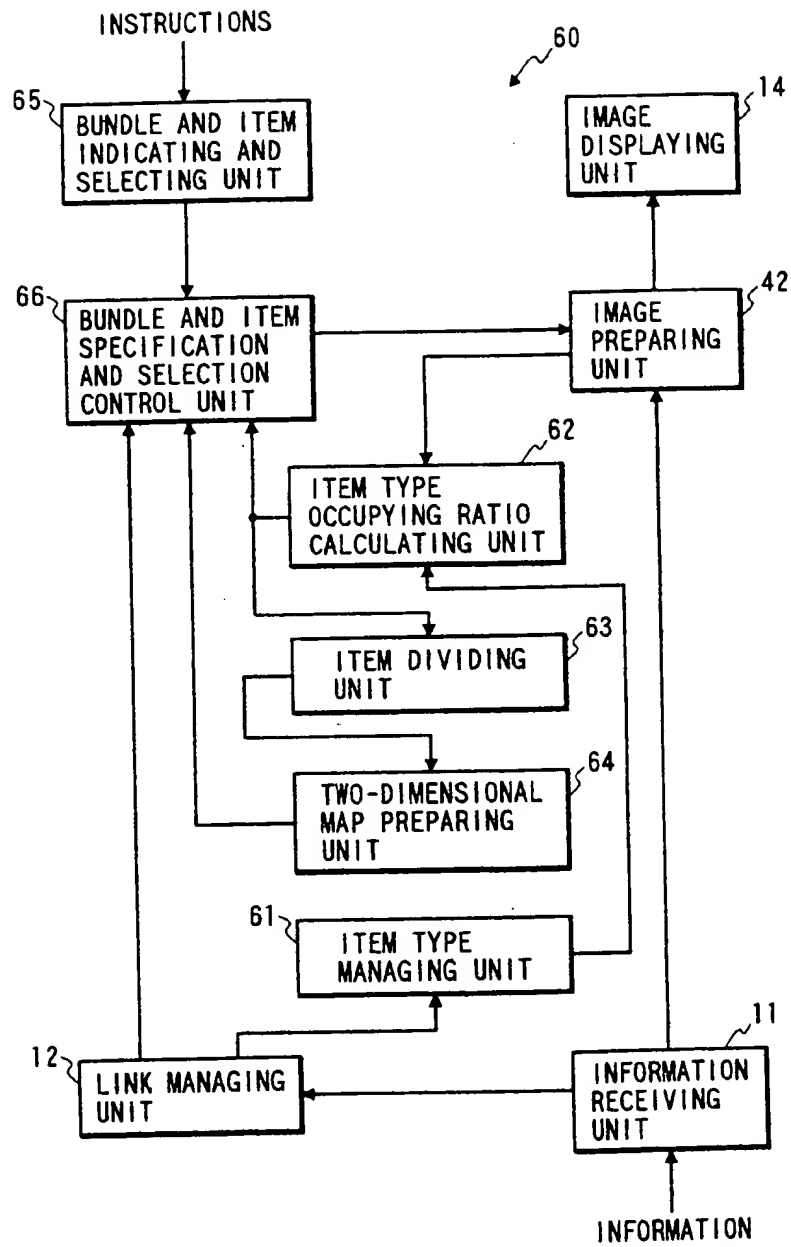 INSTRUCTIONS
60
65
BUNDLE AND ITEM
INDICATING AND
SELECTING UNIT
14
IMAGE
DISPLAYING
UNIT
66
BUNDLE AND ITEM
SPECIFICATION
AND SELECTION
CONTROL UNIT
42
IMAGE
PREPARING
UNIT
62
ITEM TYPE
OCCUPYING RATIO
CALCULATING UNIT
63
ITEM DIVIDING
UNIT
64
TWO-DIMENSIONAL
MAP PREPARING
UNIT
61
ITEM TYPE
MANAGING UNIT
12
LINK MANAGING
UNIT
11
INFORMATION
RECEIVING
UNIT
INFORMATION